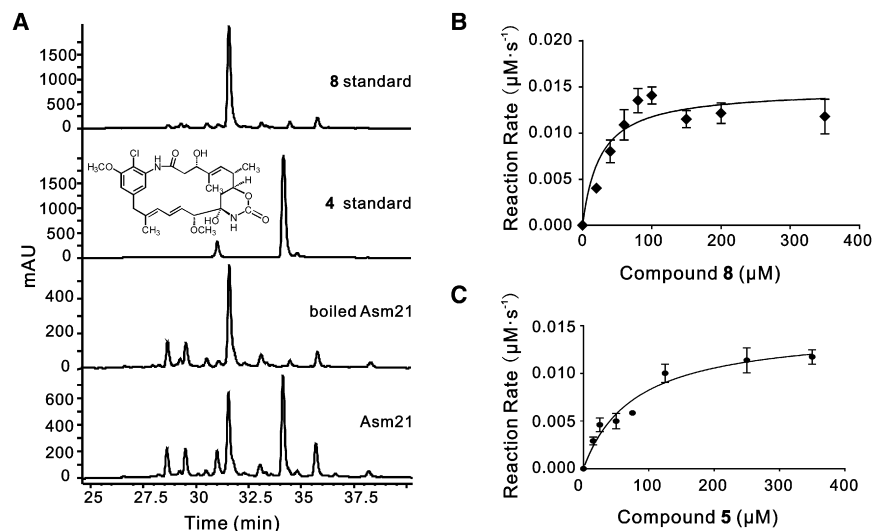 A
8 standard
1500
1000
500
0
Cl
H
N
O
OH
H₃CO
CH₃
CH₃
H
O
HO
N
H
O
CH₃
OCH₃
4 standard
1500
1000
500
0
mAU
boiled Asm21
400
200
0
Asm21
600
400
200
0
25 27.5 30 32.5 35 37.5
Time (min)
B
Reaction Rate (µM·s⁻¹)
0.020
0.015
0.010
0.005
0.000
0 100 200 300 400
Compound 8 (µM)
C
Reaction Rate (µM·s⁻¹)
0.015
0.010
0.005
0.000
0 100 200 300 400
Compound 5 (µM)